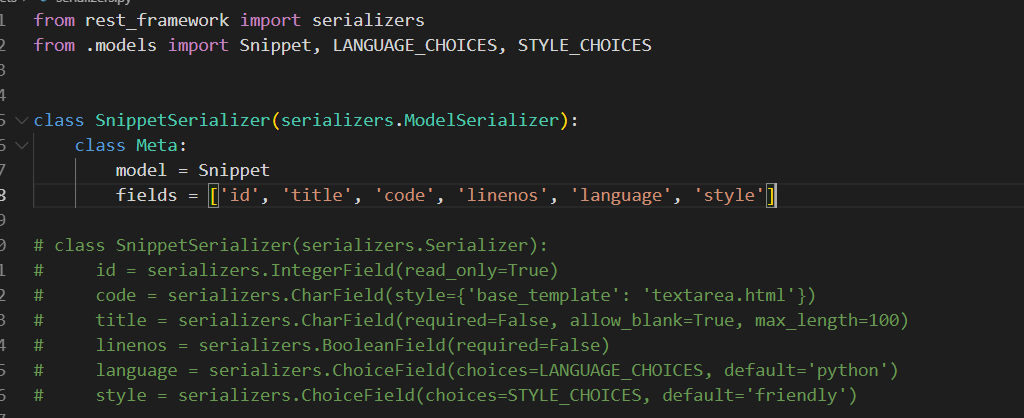 serializers.py
1 from rest_framework import serializers
2 from .models import Snippet, LANGUAGE_CHOICES, STYLE_CHOICES
3
4
5 class SnippetSerializer(serializers.ModelSerializer):
6     class Meta:
7         model = Snippet
8         fields = ['id', 'title', 'code', 'linenos', 'language', 'style']
9
0 # class SnippetSerializer(serializers.Serializer):
1 #     id = serializers.IntegerField(read_only=True)
2 #     code = serializers.CharField(style={'base_template': 'textarea.html'})
3 #     title = serializers.CharField(required=False, allow_blank=True, max_length=100)
4 #     linenos = serializers.BooleanField(required=False)
5 #     language = serializers.ChoiceField(choices=LANGUAGE_CHOICES, default='python')
6 #     style = serializers.ChoiceField(choices=STYLE_CHOICES, default='friendly')